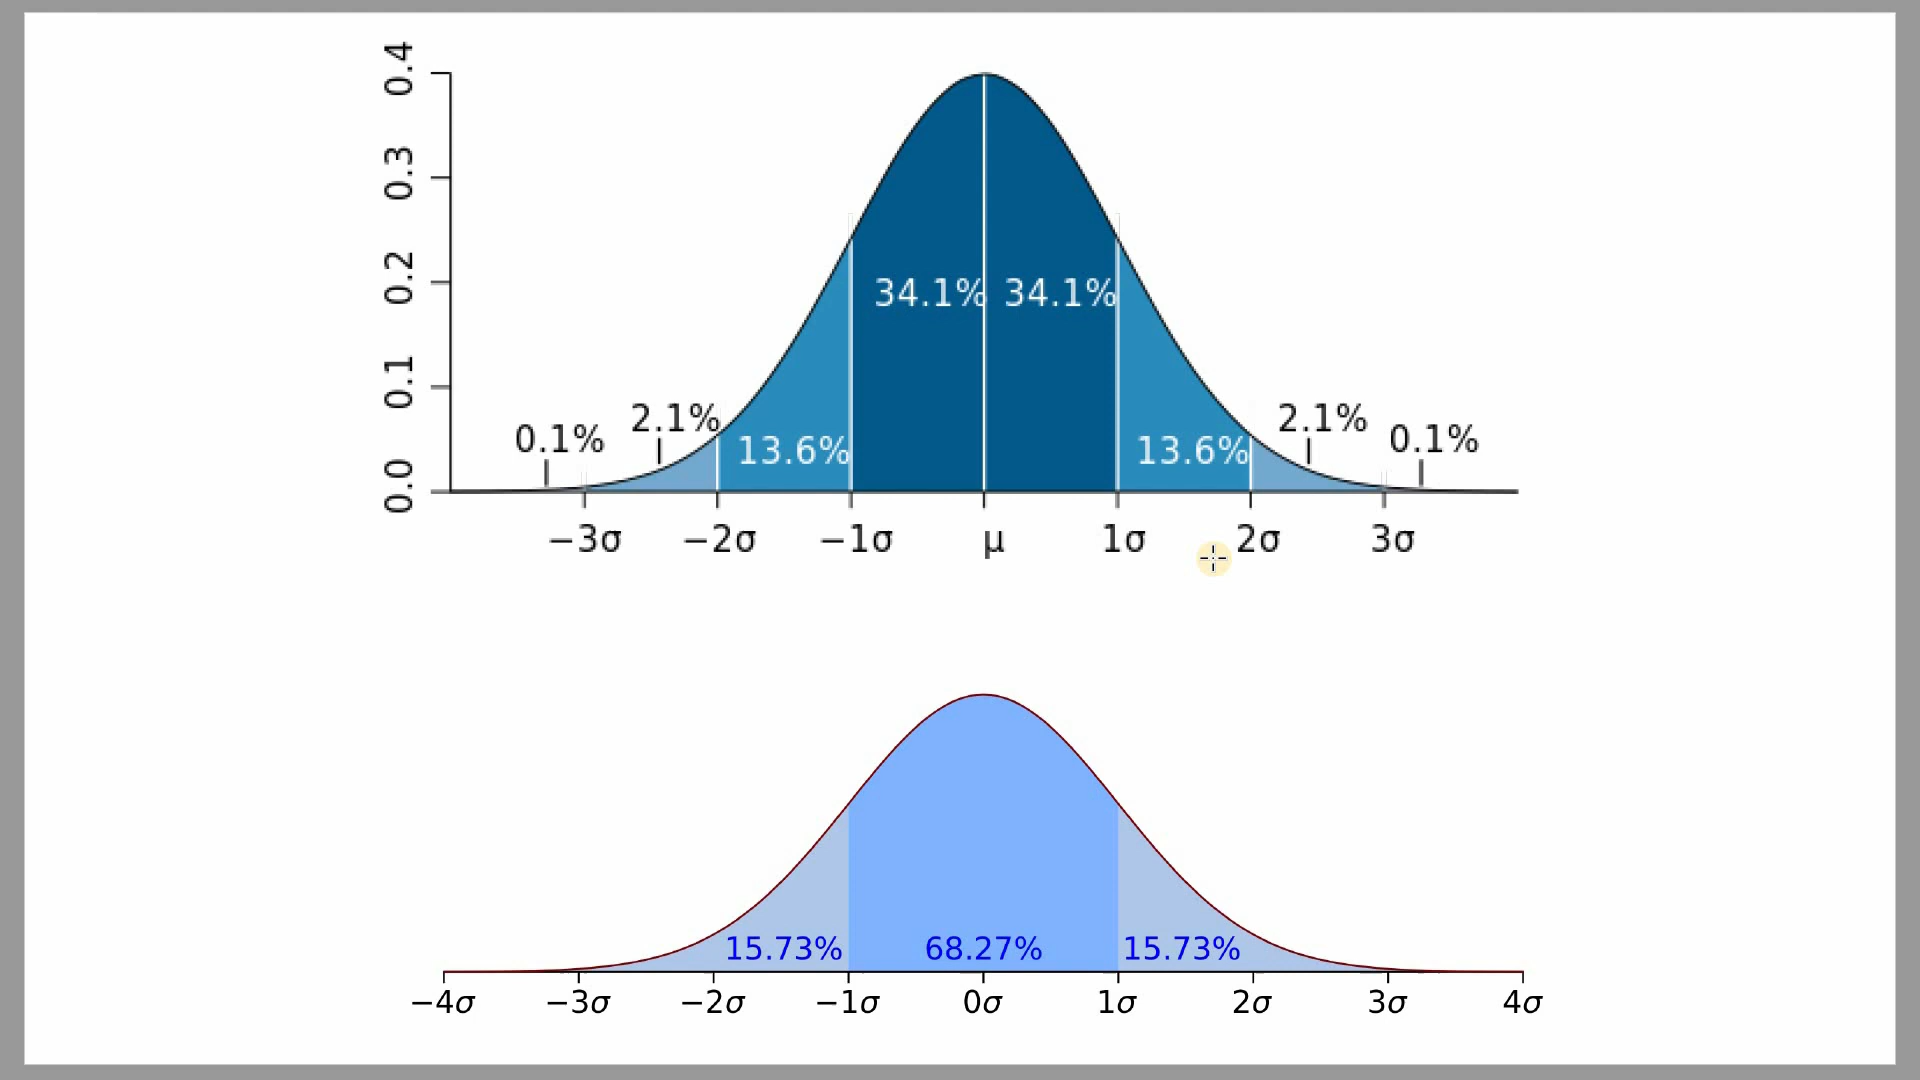 0.4
0.3
0.2
0.1
0.0
34.1% 34.1%
0.1% 2.1% 13.6% 13.6% 2.1% 0.1%
−3σ −2σ −1σ µ 1σ 2σ 3σ
15.73% 68.27% 15.73%
−4σ −3σ −2σ −1σ 0σ 1σ 2σ 3σ 4σ